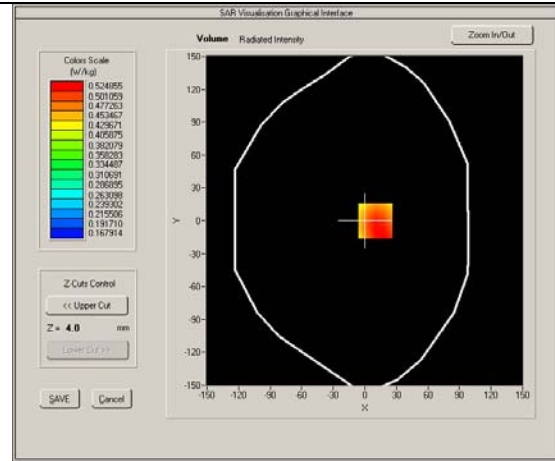 SAR Visualisation Graphical Interface
Volume Radiated Intensity
Zoom In/Out
Colors Scale
(W/kg)
0.524855
0.501059
0.477263
0.453467
0.429671
0.405875
0.382079
0.358283
0.334487
0.310691
0.286895
0.263098
0.239302
0.215506
0.191710
0.167914
Z-Cuts Control
<< Upper Cut
Z = 4.0 mm
Lower Cut >>
SAVE Cancel
Y
150
120
90
60
30
0
-30
-60
-90
-120
-150
-150 -120 -90 -60 -30 0 30 60 90 120 150
X